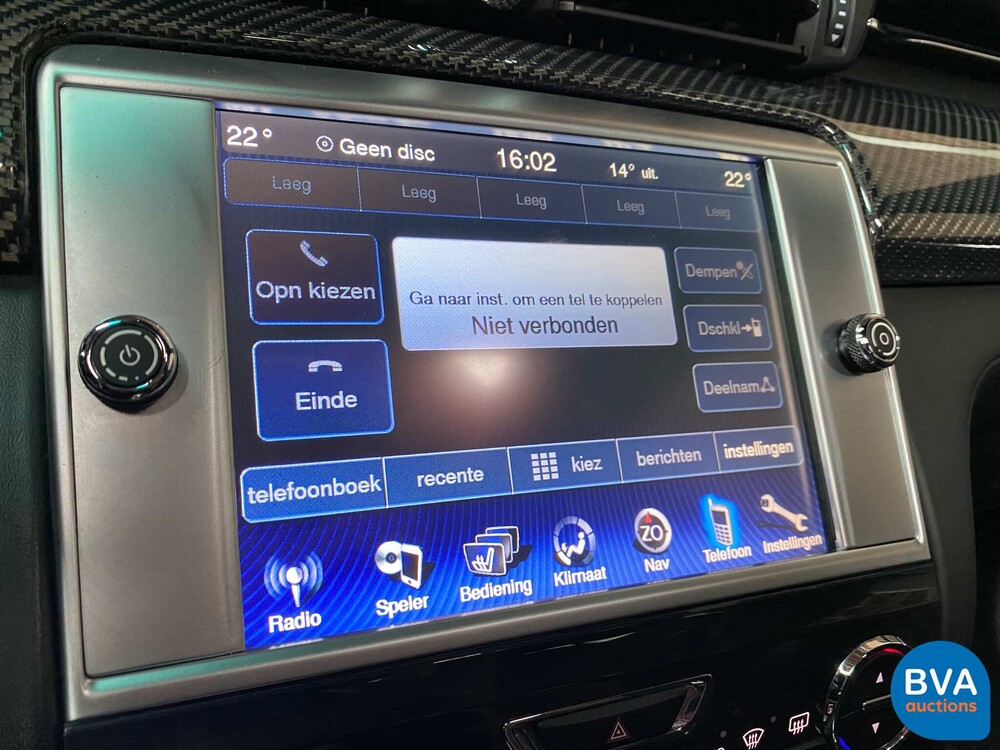 22° Geen disc 16:02 14° uit. 22°
Leeg Leeg Leeg Leeg Leeg
Opn kiezen
Ga naar inst. om een tel te koppelen
Niet verbonden
Dempen
Dschkl
Einde
Deelnam
telefoonboek recente kiez berichten instellingen
Radio Speler Bediening Klimaat Nav Telefoon Instellingen
ZO
BVA
auctions